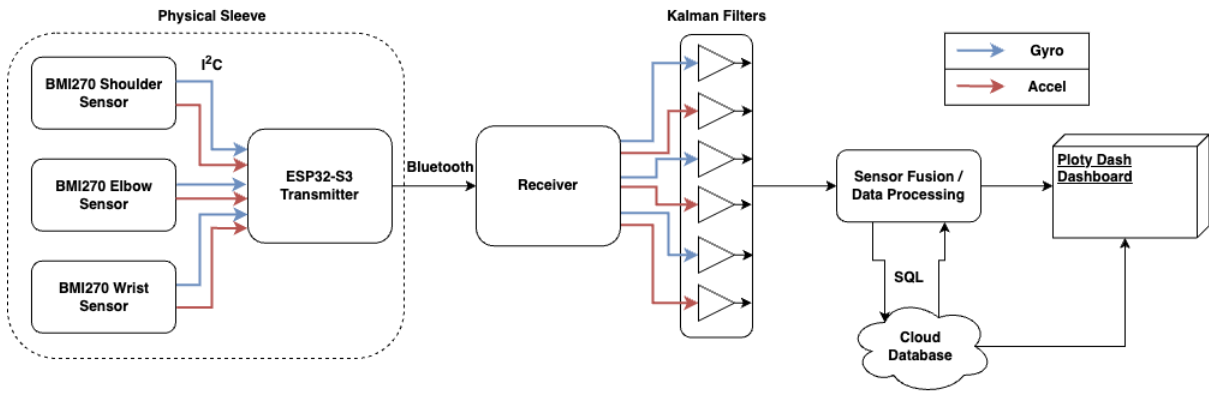 Physical Sleeve
Kalman Filters
I²C
BMI270 Shoulder
Sensor
BMI270 Elbow
Sensor
BMI270 Wrist
Sensor
ESP32-S3
Transmitter
Bluetooth
Receiver
Gyro
Accel
Sensor Fusion /
Data Processing
Ploty Dash
Dashboard
SQL
Cloud
Database